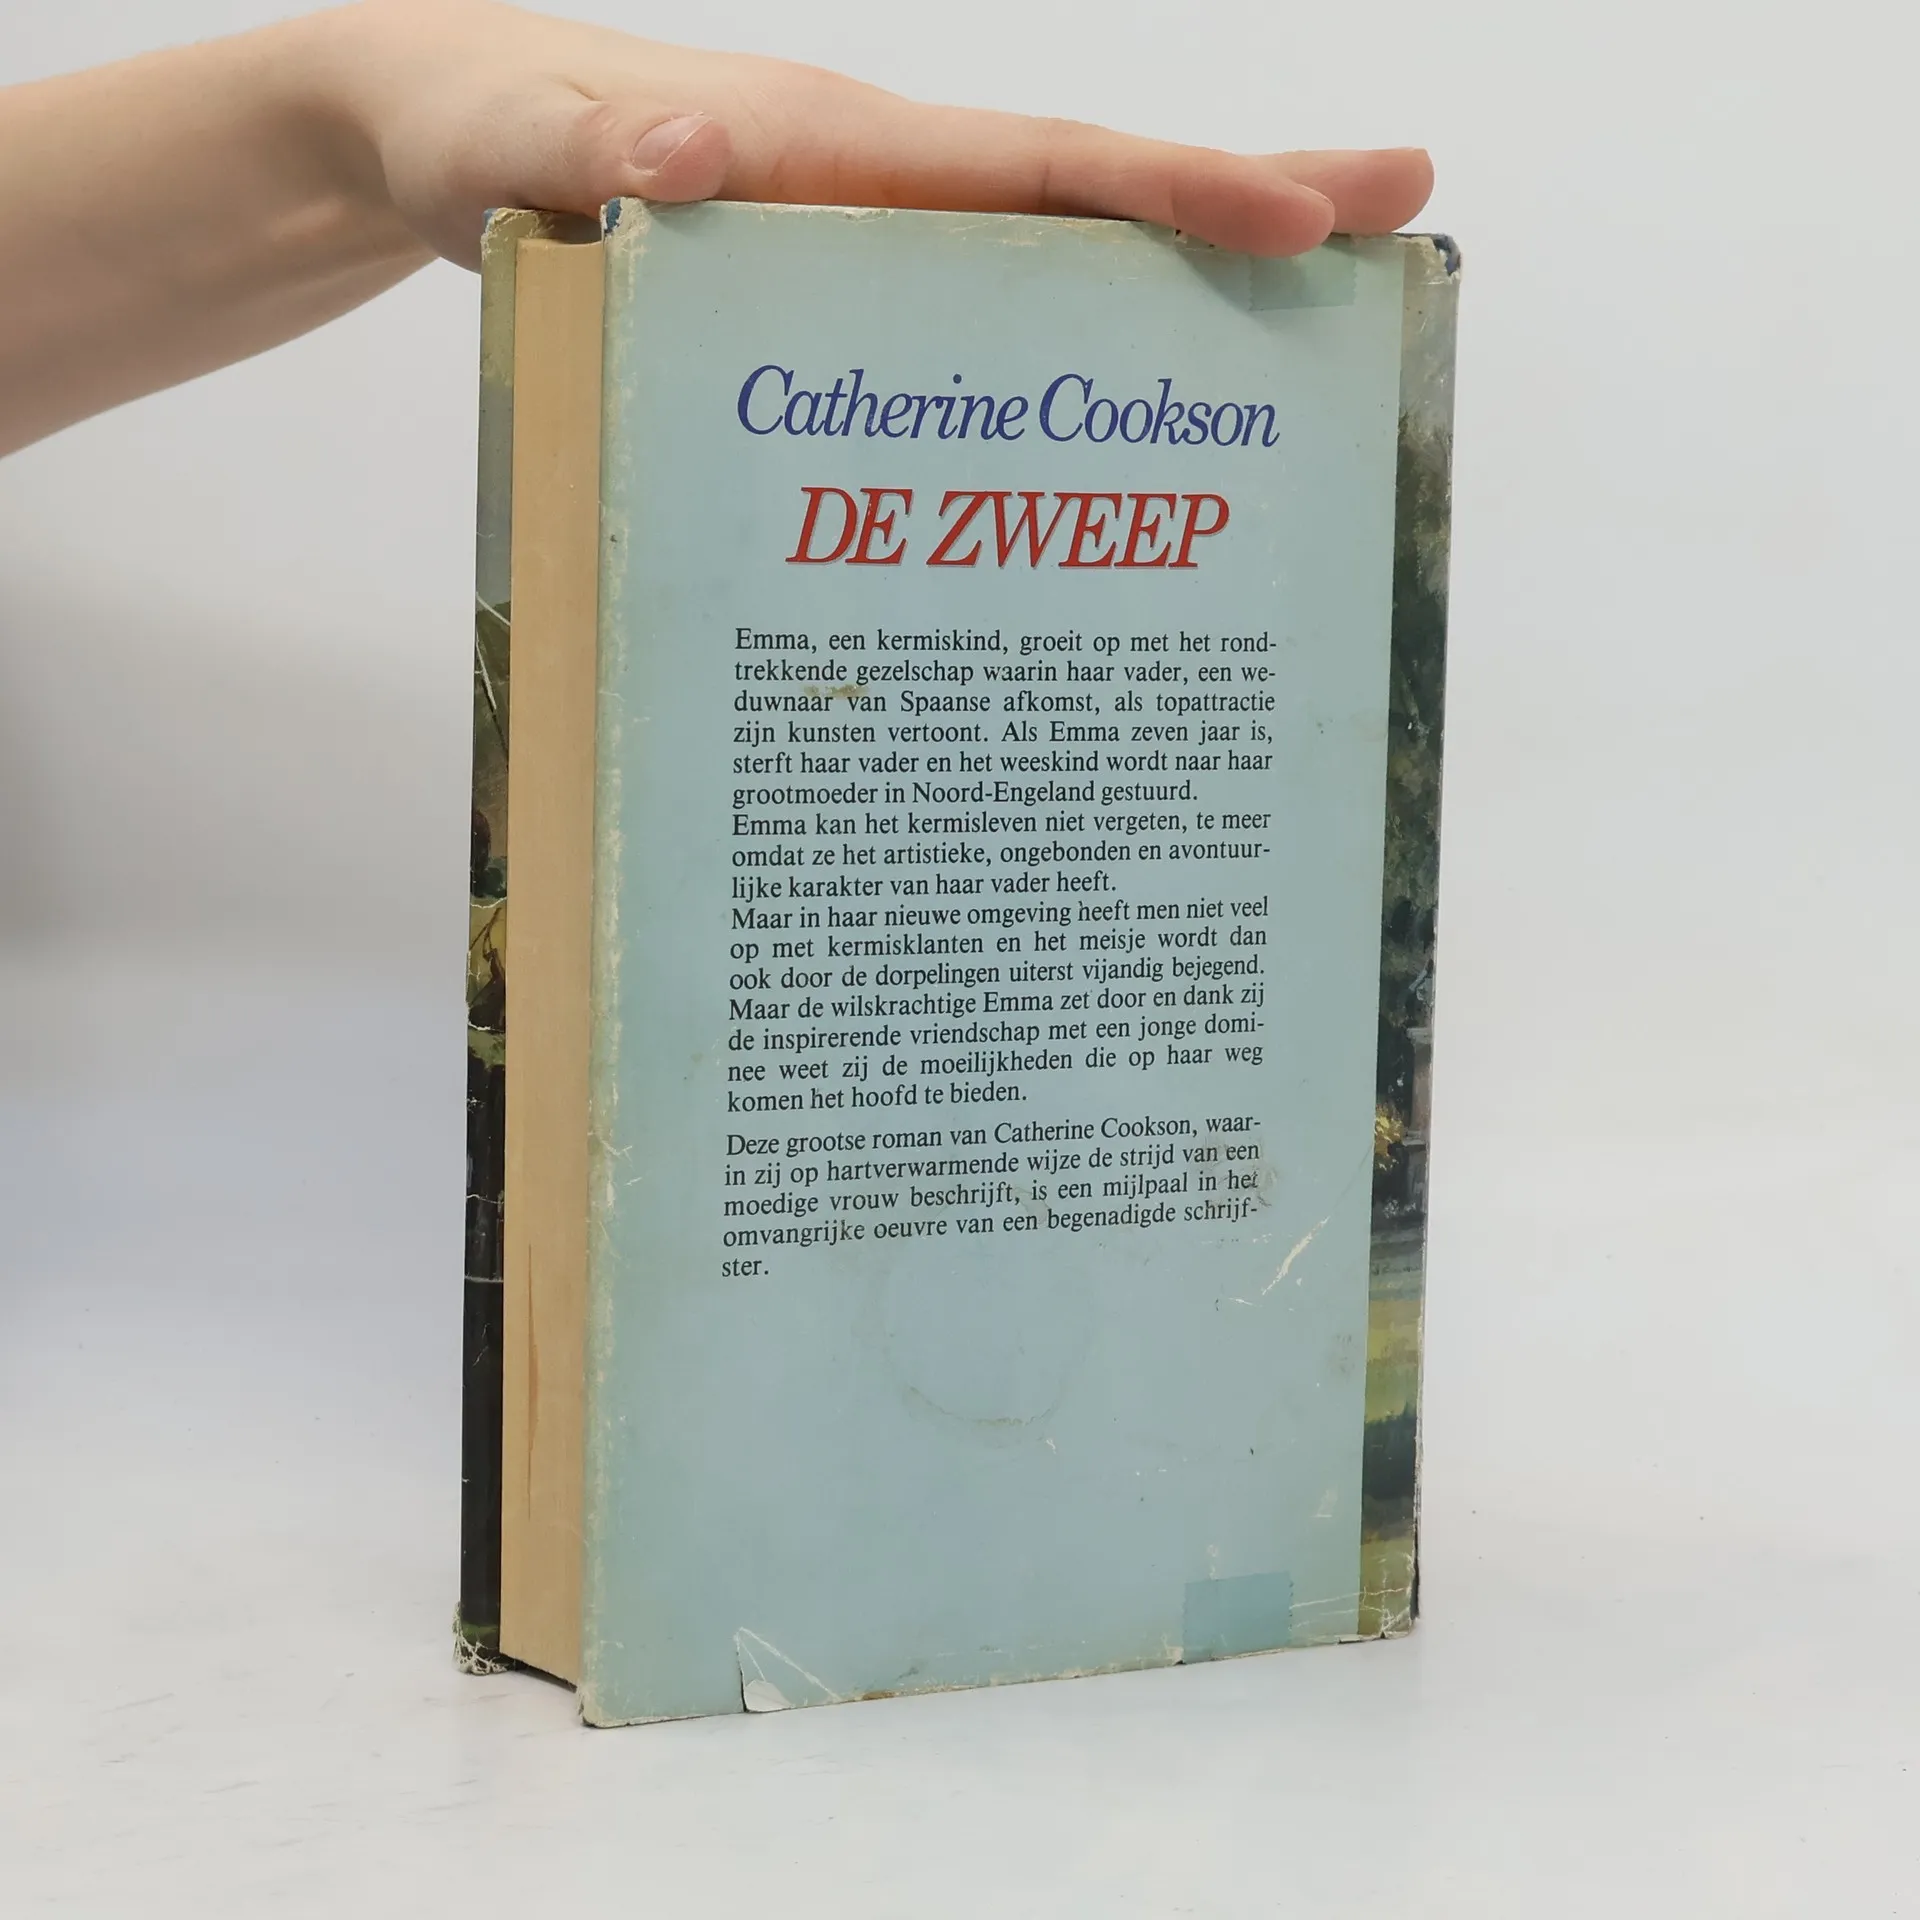 Catherine Cookson
DE ZWEEP
Emma, een kermiskind, groeit op met het rond-
trekkende gezelschap waarin haar vader, een we-
duwnaar van Spaanse afkomst, als topattractie
zijn kunsten vertoont. Als Emma zeven jaar is,
sterft haar vader en het weeskind wordt naar haar
grootmoeder in Noord-Engeland gestuurd.
Emma kan het kermisleven niet vergeten, te meer
omdat ze het artistieke, ongebonden en avontuur-
lijke karakter van haar vader heeft.
Maar in haar nieuwe omgeving heeft men niet veel
op met kermisklanten en het meisje wordt dan
ook door de dorpelingen uiterst vijandig bejegend.
Maar de wilskrachtige Emma zet door en dank zij
de inspirerende vriendschap met een jonge domi-
nee weet zij de moeilijkheden die op haar weg
komen het hoofd te bieden.
Deze grootse roman van Catherine Cookson, waar-
in zij op hartverwarmende wijze de strijd van een
moedige vrouw beschrijft, is een mijlpaal in het
omvangrijke oeuvre van een begenadigde schrijf-
ster.